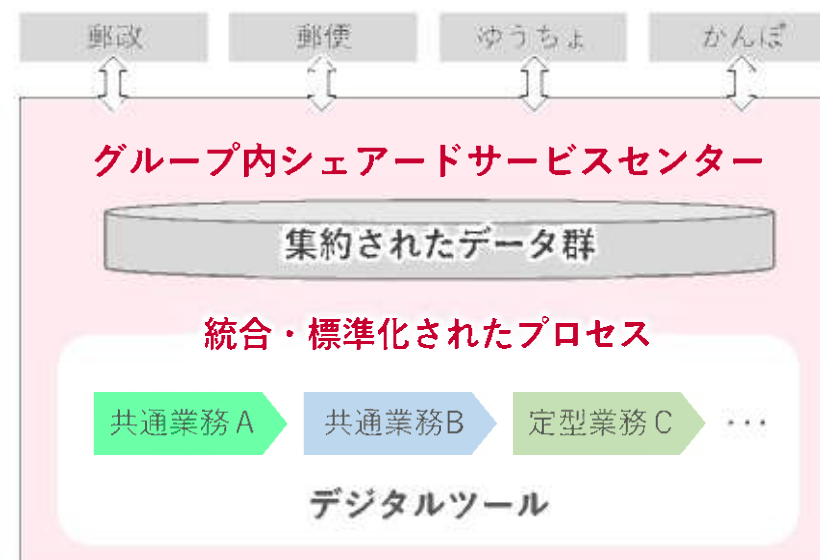 郵政 郵便 ゆうちょ かんぽ
グループ内シェアードサービスセンター
集約されたデータ群
統合・標準化されたプロセス
共通業務A 共通業務B 定型業務C ･･･
デジタルツール